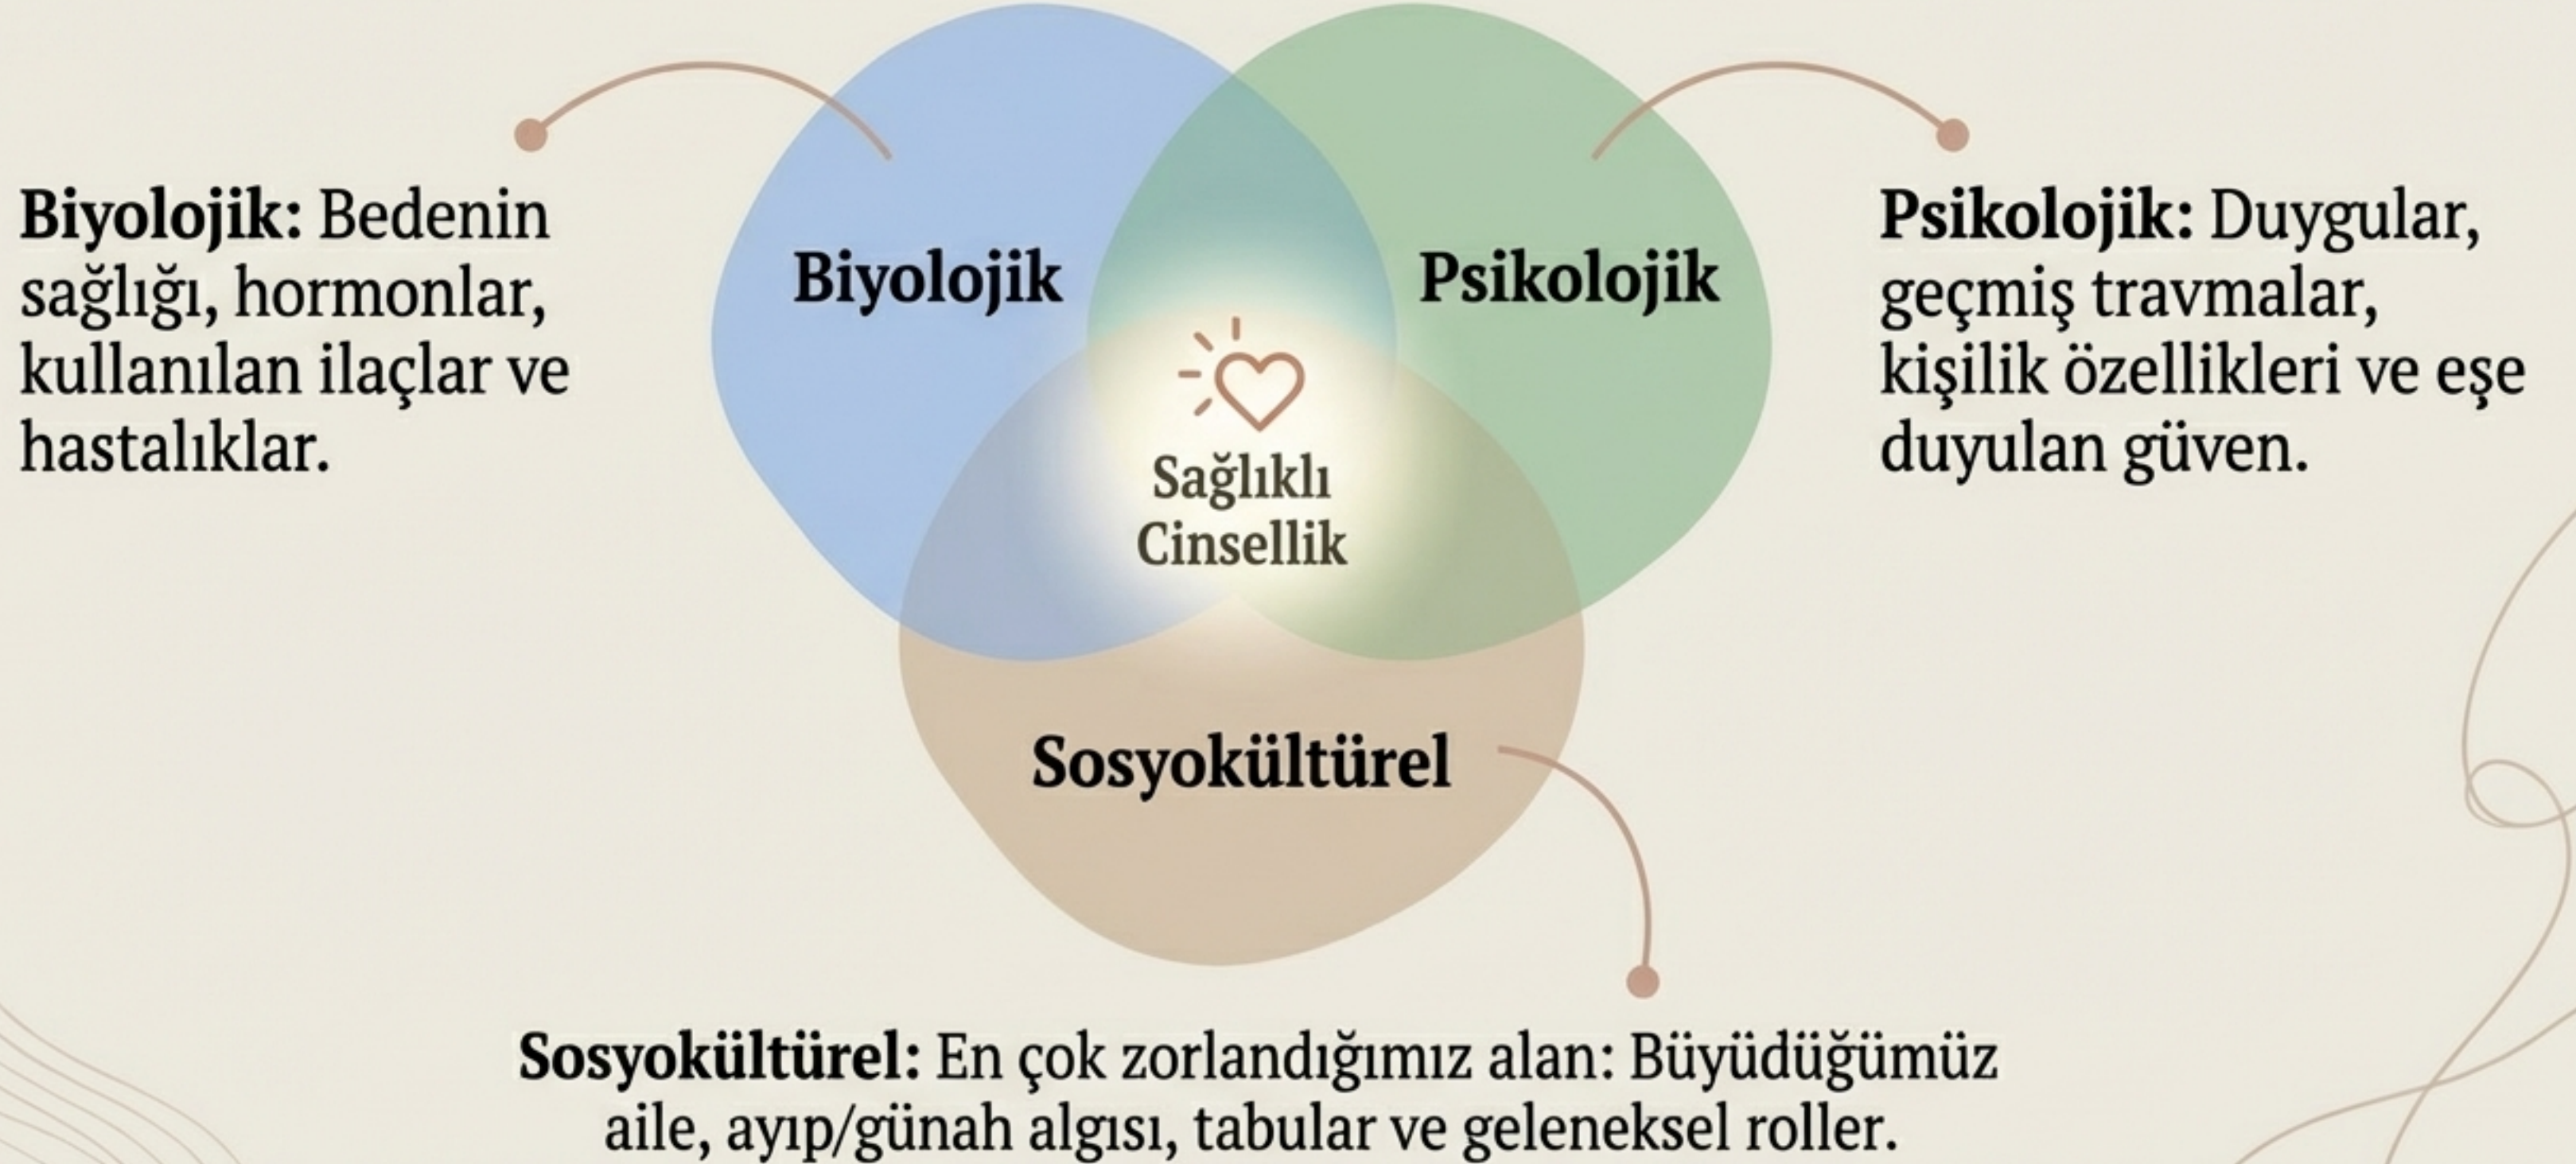 Biyolojik: Bedenin
sağlığı, hormonlar,
kullanılan ilaçlar ve
hastalıklar.
Biyolojik
Psikolojik
Sağlıklı
Cinsellik
Sosyokültürel
Psikolojik: Duygular,
geçmiş travmalar,
kişilik özellikleri ve eşe
duyulan güven.
Sosyokültürel: En çok zorlandığımız alan: Büyüdüğümüz
aile, ayıp/günah algısı, tabular ve geleneksel roller.